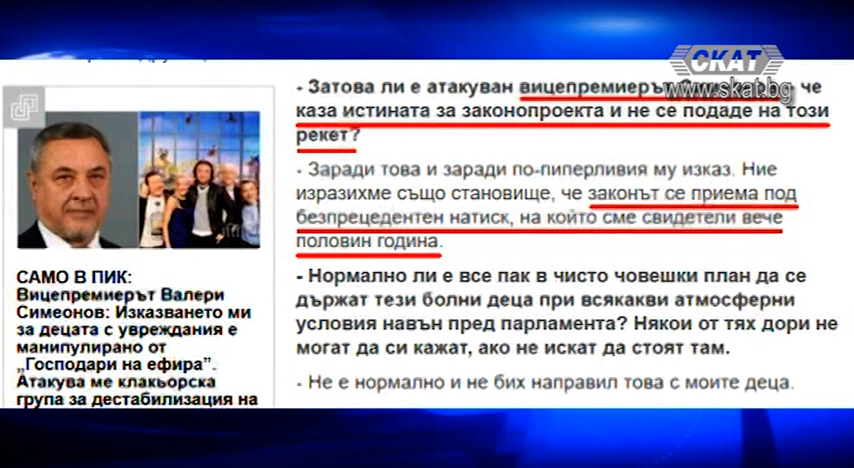 СКАТ
www.skat.bg
- Затова ли е атакуван вицепремиерът че
каза истината за законопроекта и не се подаде на този
рекет?
- Заради това и заради по-пиперливия му изказ. Ние
изразихме също становище, че законът се приема под
безпрецедентен натиск, на който сме свидетели вече
половин година.
- Нормално ли е все пак в чисто човешки план да се
държат тези болни деца при всякакви атмосферни
условия навън пред парламента? Някои от тях дори не
могат да си кажат, ако не искат да стоят там.
- Не е нормално и не бих направил това с моите деца.
САМО В ПИК:
Вицепремиерът Валери
Симеонов: Изказването ми
за децата с увреждания е
манипулирано от
„Господари на ефира”.
Атакува ме клакьорска
група за дестабилизация на